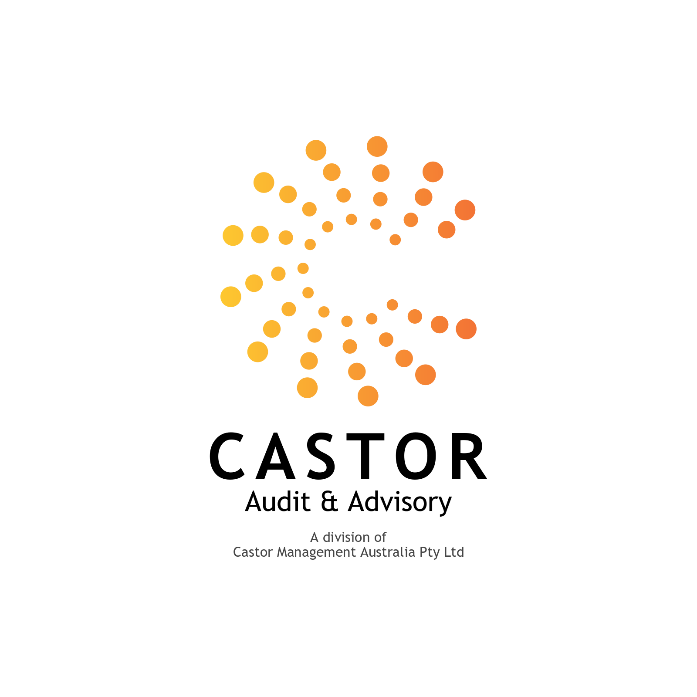 CASTOR
Audit & Advisory
A division of
Castor Management Australia Pty Ltd